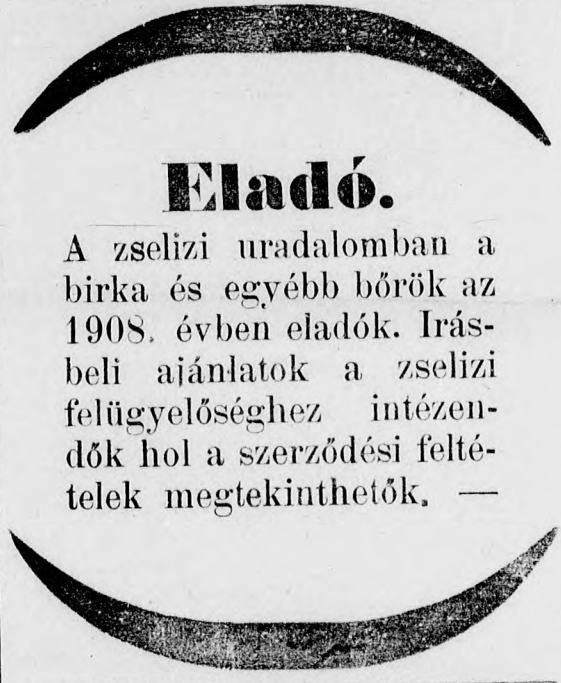 Eladó.
A zselizi uradalomban a
birka és egyébb bőrök az
1908. évben eladók. Irás-
beli ajánlatok a zselizi
felügyelőséghez intézen-
dők hol a szerződési felté-
telek megtekinthetők. —